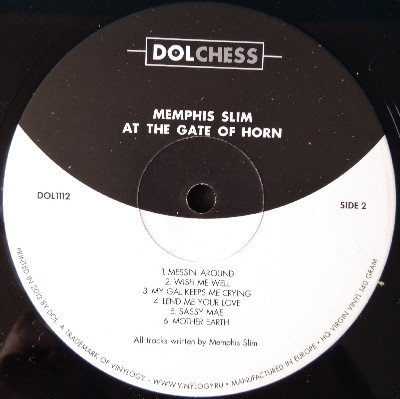 DOLCHESS
MEMPHIS SLIM
AT THE GATE OF HORN
DOL1112
SIDE 2
1. MESSIN AROUND
2. WISH ME WELL
3. MY GAL KEEPS ME CRYING
4. LEND ME YOUR LOVE
5. SASSY MAE
6. MOTHER EARTH
All tracks written by Memphis Slim
PRINTED IN 2013 BY DOL. A TRADEMARK OF VINYLOGY - WWW.VINYLOGY.RU • MANUFACTURED IN EUROPE • HQ VIRGIN VINYL 140 GRAM